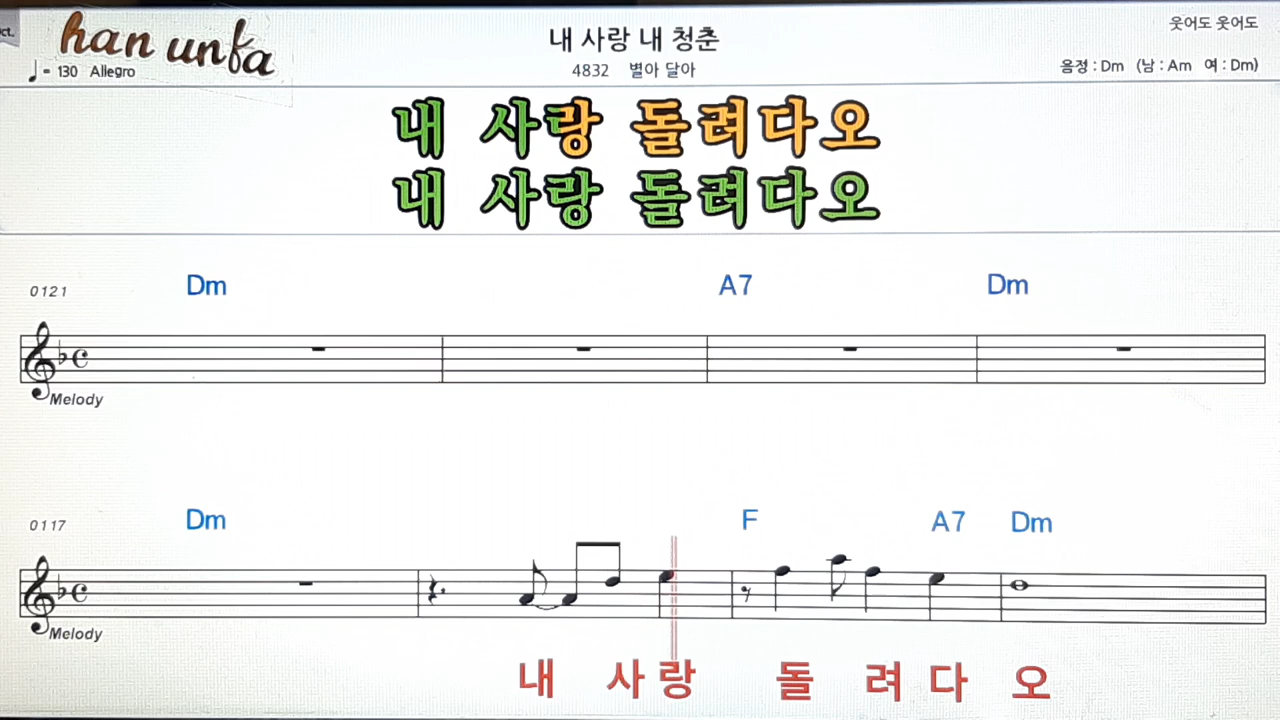 ct.
han unfa
내 사랑 내 청춘
웃어도 웃어도
♩= 130 Allegro
4832 별아 달아
음정 : Dm (남 : Am 여 : Dm)
내 사랑 돌려다오
내 사랑 돌려다오
0121 Dm A7 Dm
Melody
0117 Dm F A7 Dm
Melody
내 사랑 돌 려 다 오